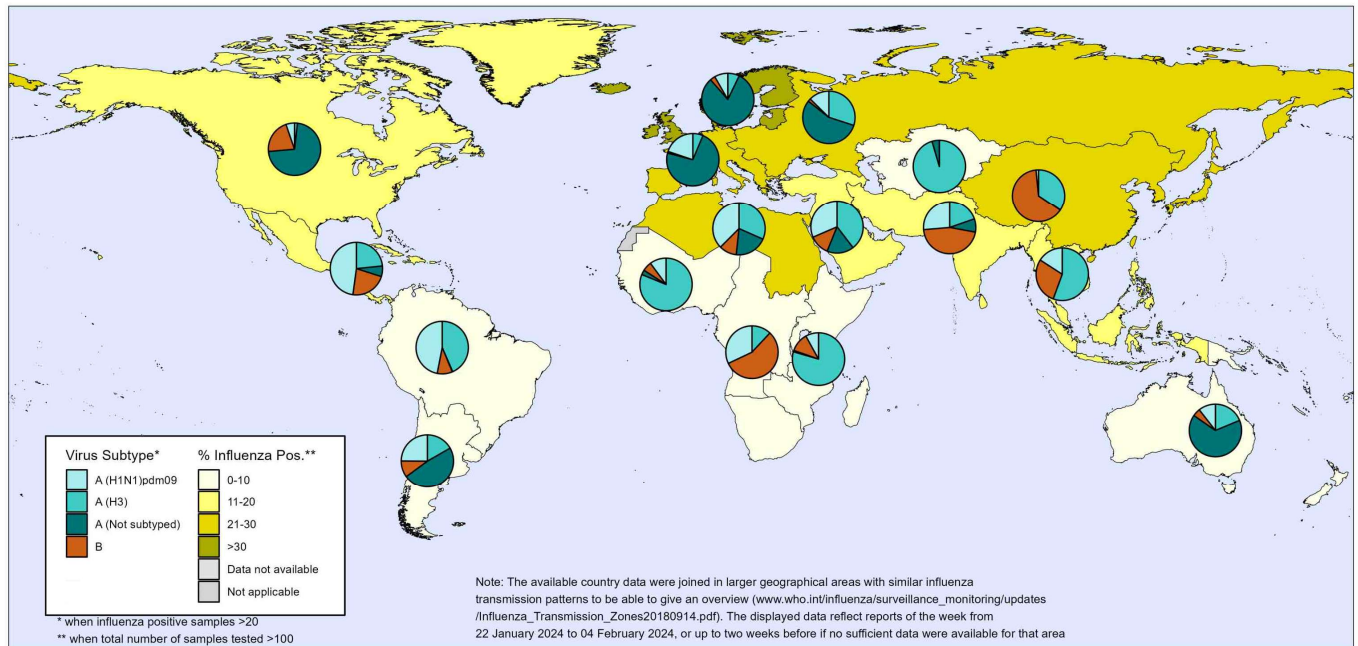 Virus Subtype*
A (H1N1)pdm09
A (H3)
A (Not subtyped)
B
% Influenza Pos.**
0-10
11-20
21-30
>30
Data not available
Not applicable
* when influenza positive samples >20
** when total number of samples tested >100
Note: The available country data were joined in larger geographical areas with similar influenza
transmission patterns to be able to give an overview (www.who.int/influenza/surveillance_monitoring/updates
/Influenza_Transmission_Zones20180914.pdf). The displayed data reflect reports of the week from
22 January 2024 to 04 February 2024, or up to two weeks before if no sufficient data were available for that area